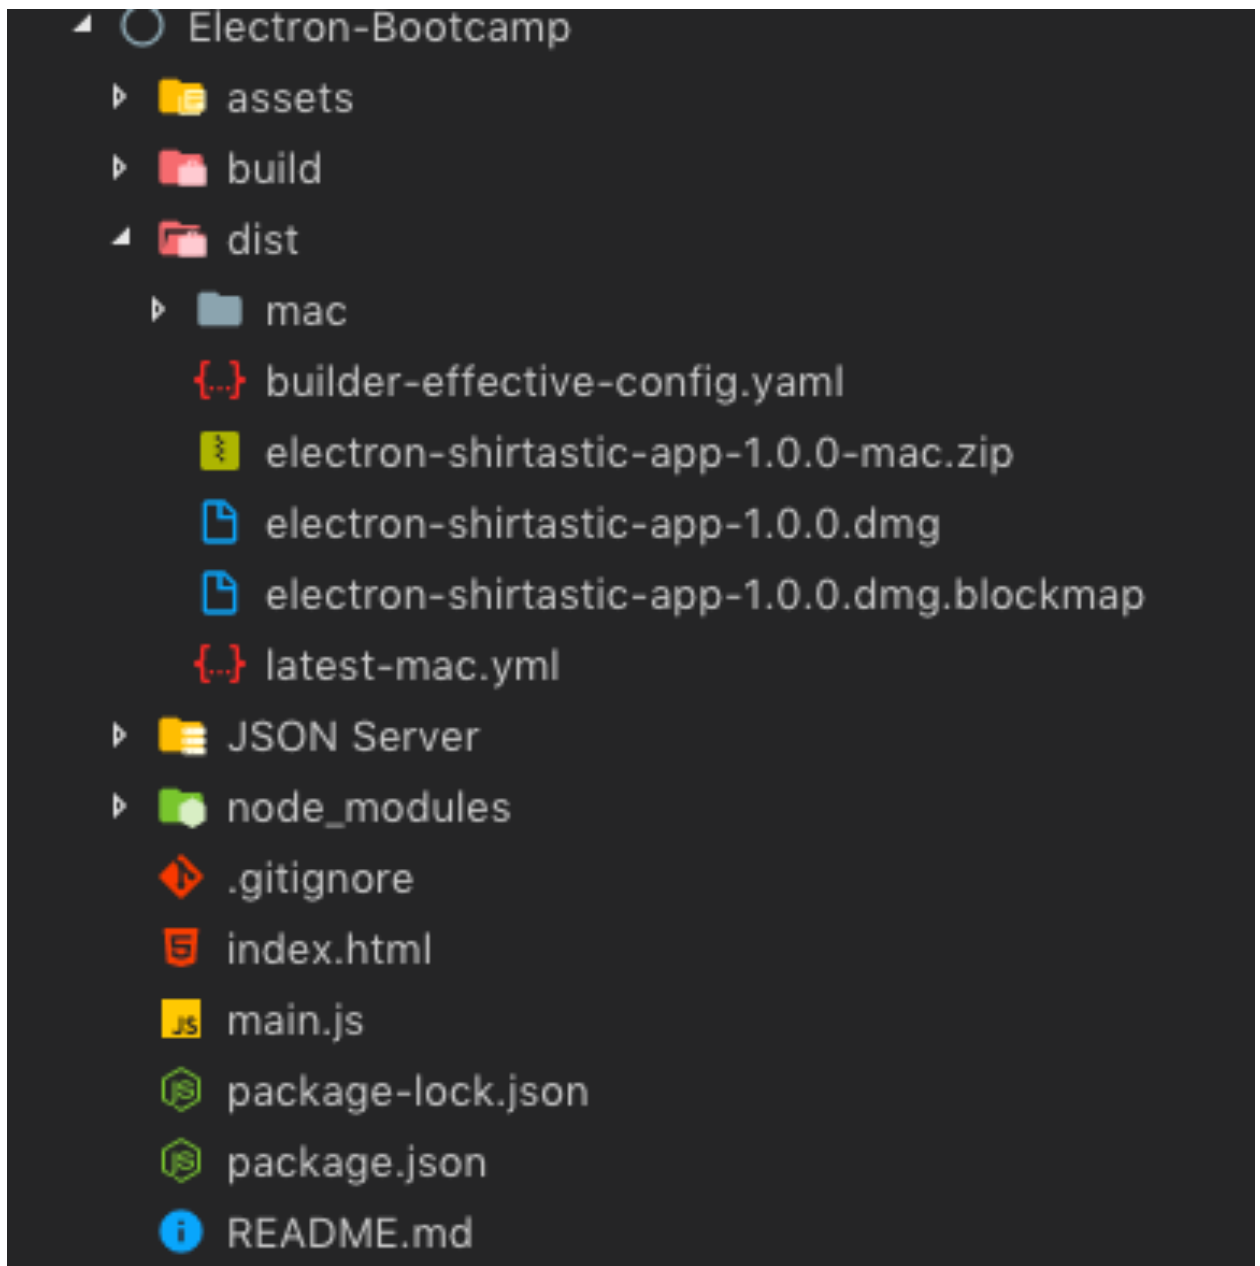 Electron-Bootcamp
assets
build
dist
mac
builder-effective-config.yaml
electron-shirtastic-app-1.0.0-mac.zip
electron-shirtastic-app-1.0.0.dmg
electron-shirtastic-app-1.0.0.dmg.blockmap
latest-mac.yml
JSON Server
node_modules
.gitignore
index.html
main.js
package-lock.json
package.json
README.md